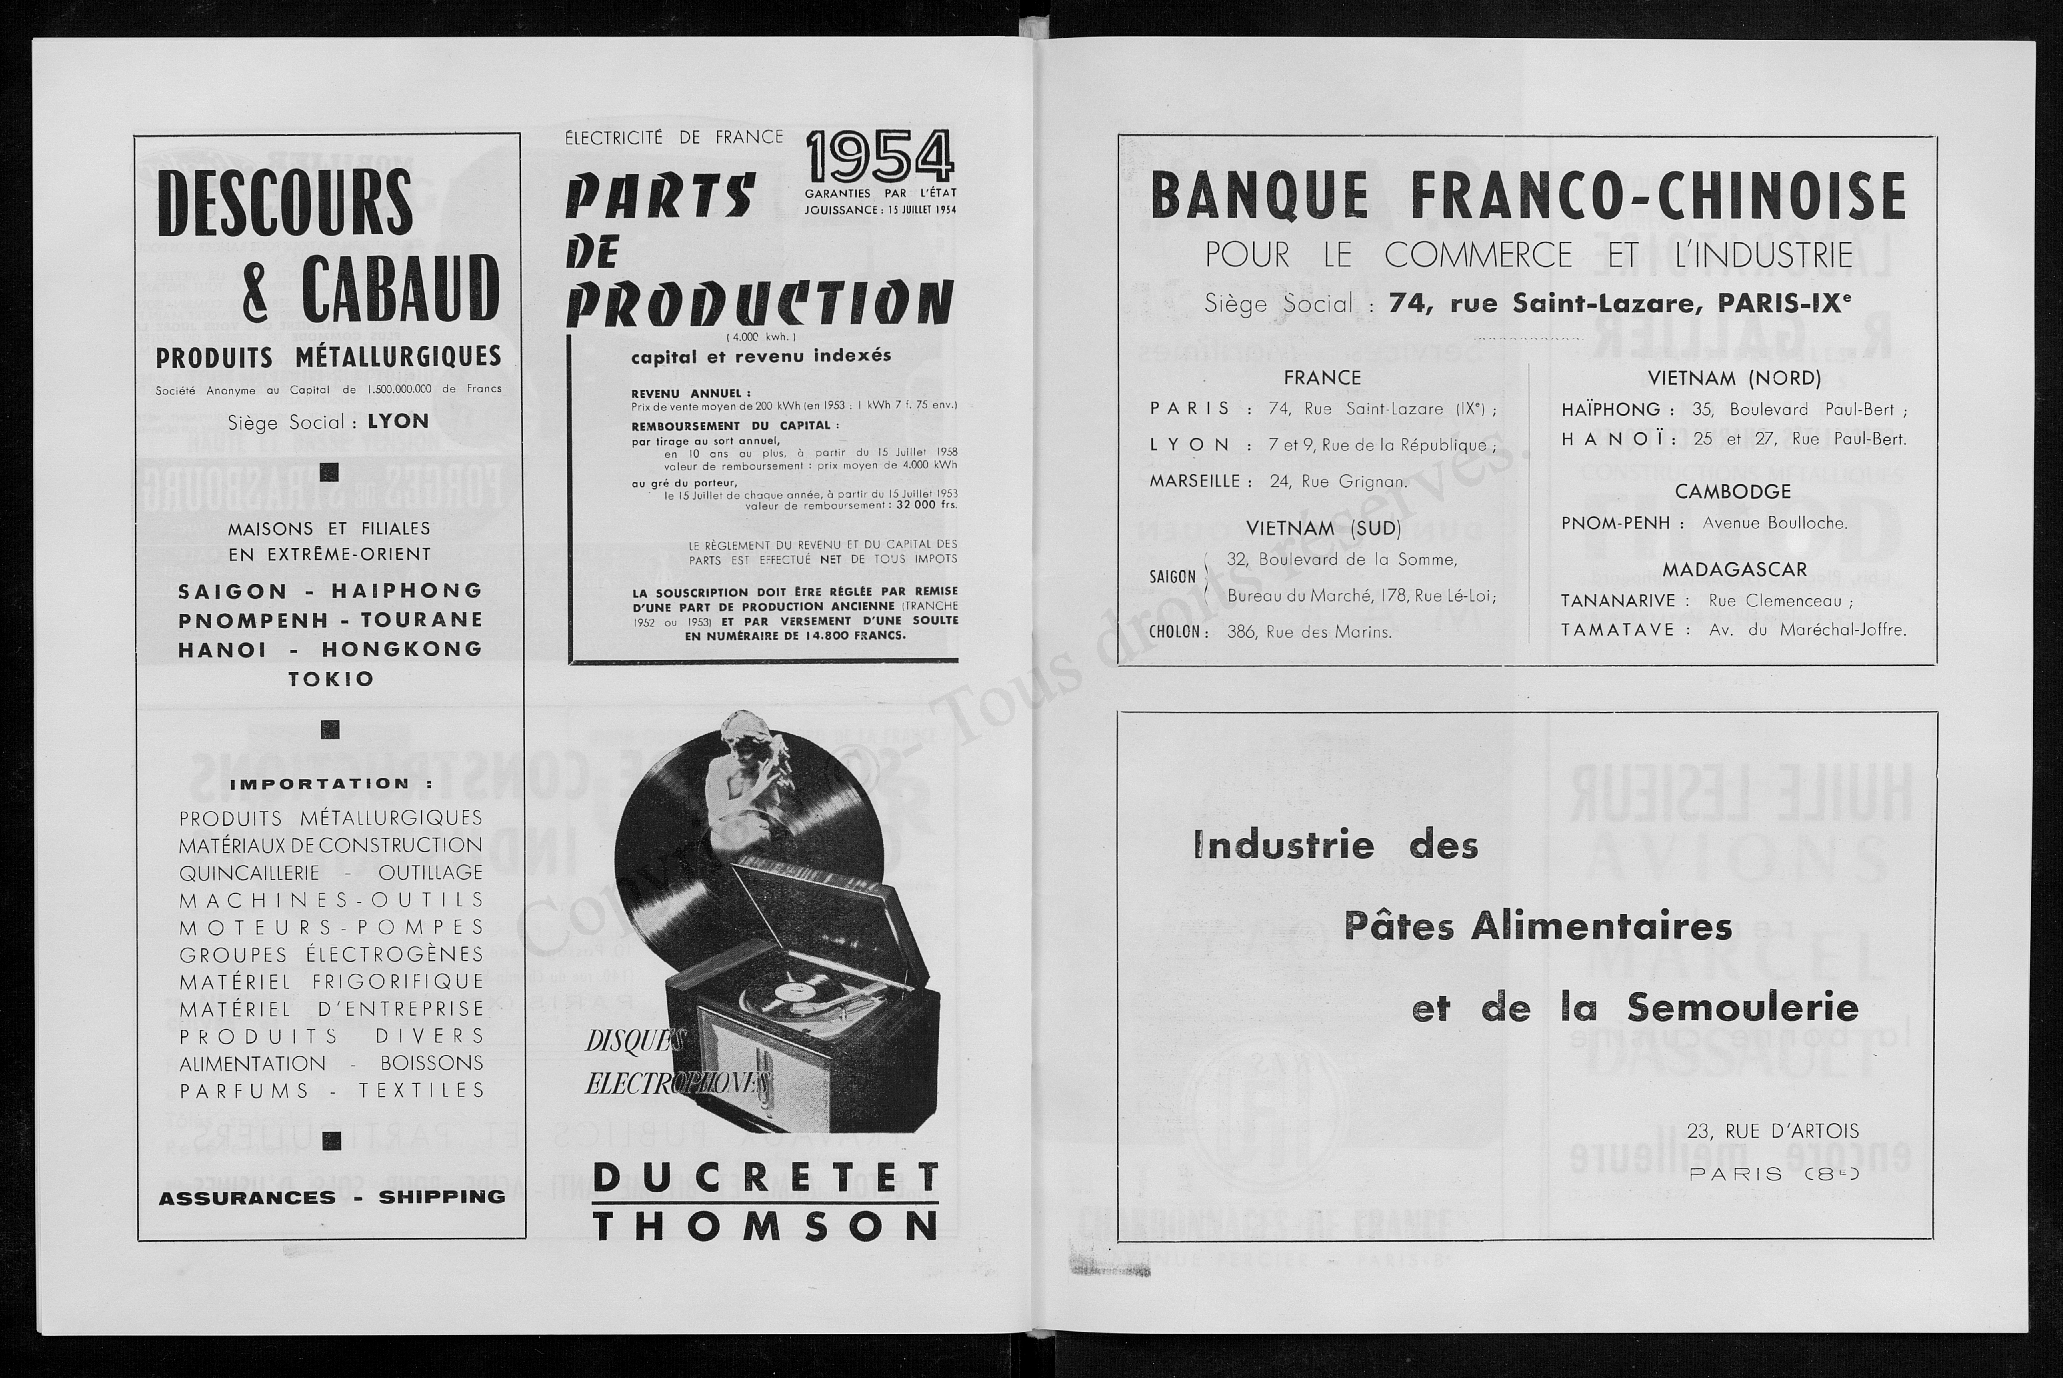 DESCOURS
& CABAUD
PRODUITS MÉTALLURGIQUES
Société Anonyme au Capital de 1.500.000.000 de Francs
Siège Social : LYON
MAISONS ET FILIALES
EN EXTRÊME-ORIENT
SAIGON - HAIPHONG
PNOMPENH - TOURANE
HANOI - HONGKONG
TOKIO
IMPORTATION :
PRODUITS MÉTALLURGIQUES
MATÉRIAUX DE CONSTRUCTION
QUINCAILLERIE - OUTILLAGE
MACHINES-OUTILS
MOTEURS-POMPES
GROUPES ÉLECTROGÈNES
MATÉRIEL FRIGORIFIQUE
MATÉRIEL D'ENTREPRISE
PRODUITS DIVERS
ALIMENTATION - BOISSONS
PARFUMS - TEXTILES
ASSURANCES - SHIPPING
ÉLECTRICITÉ DE FRANCE 1954
GARANTIES PAR L'ÉTAT
JOUISSANCE : 15 JUILLET 1954
PARTS
DE
PRODUCTION
(4.000 kwh.)
capital et revenu indexés
REVENU ANNUEL :
Prix de vente moyen de 200 kWh (en 1953 : 1 kWh 7 f. 75 env.)
REMBOURSEMENT DU CAPITAL :
par tirage au sort annuel,
en 10 ans au plus, à partir du 15 Juillet 1958
valeur de remboursement : prix moyen de 4.000 kWh
au gré du porteur,
le 15 Juillet de chaque année, à partir du 15 Juillet 1953
valeur de remboursement : 32 000 frs.
LE RÈGLEMENT DU REVENU ET DU CAPITAL DES
PARTS EST EFFECTUÉ NET DE TOUS IMPOTS
LA SOUSCRIPTION DOIT ÊTRE RÉGLÉE PAR REMISE
D'UNE PART DE PRODUCTION ANCIENNE (TRANCHE
1952 ou 1953) ET PAR VERSEMENT D'UNE SOULTE
EN NUMÉRAIRE DE 14.800 FRANCS.
DISQUES
ELECTROPHONES
DUCRETET
THOMSON
BANQUE FRANCO-CHINOISE
POUR LE COMMERCE ET L'INDUSTRIE
Siège Social : 74, rue Saint-Lazare, PARIS-IXe
FRANCE
PARIS : 74, Rue Saint-Lazare (IXe) ;
LYON : 7 et 9, Rue de la République ;
MARSEILLE : 24, Rue Grignan.
VIETNAM (SUD)
SAIGON 32, Boulevard de la Somme,
Bureau du Marché, 178, Rue Lé-Loi;
CHOLON : 386, Rue des Marins.
VIETNAM (NORD)
HAÏPHONG : 35, Boulevard Paul-Bert ;
HANOÏ : 25 et 27, Rue Paul-Bert.
CAMBODGE
PNOM-PENH : Avenue Boulloche.
MADAGASCAR
TANANARIVE : Rue Clemenceau ;
TAMATAVE : Av. du Maréchal-Joffre.
Industrie des
Pâtes Alimentaires
et de la Semoulerie
23, RUE D'ARTOIS
PARIS (8E)
Copyright © - Tous droits réservés.